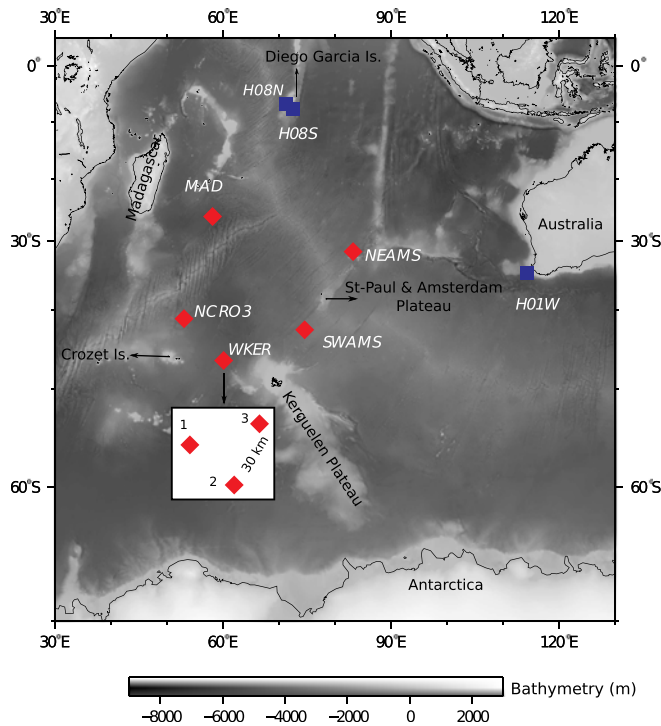 30°E 60°E 90°E 120°E
Diego Garcia Is.
0° 0°
H08N
H08S
Madagascar
MAD
Australia
30°S 30°S
NEAMS
St-Paul & Amsterdam
Plateau
H01W
NCRO3
SWAMS
Crozet Is.
WKER
Kerguelen Plateau
1
3
30 km
2
60°S 60°S
Antarctica
30°E 60°E 90°E 120°E
Bathymetry (m)
−8000 −6000 −4000 −2000 0 2000